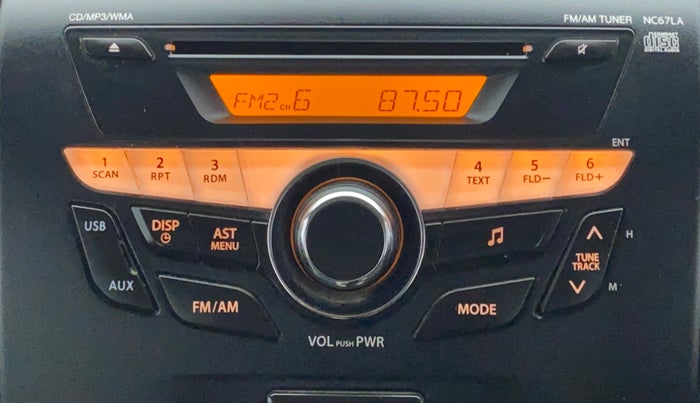 CD/MP3/WMA
FM/AM TUNER NC67LA
COMPACT
disc
DIGITAL AUDIO
FM2 CH 6 87.50
ENT
1 2 3 4 5 6
SCAN RPT RDM TEXT FLD− FLD+
USB DISP AST MENU H
TUNE TRACK
AUX M
FM/AM MODE
VOL PUSH PWR